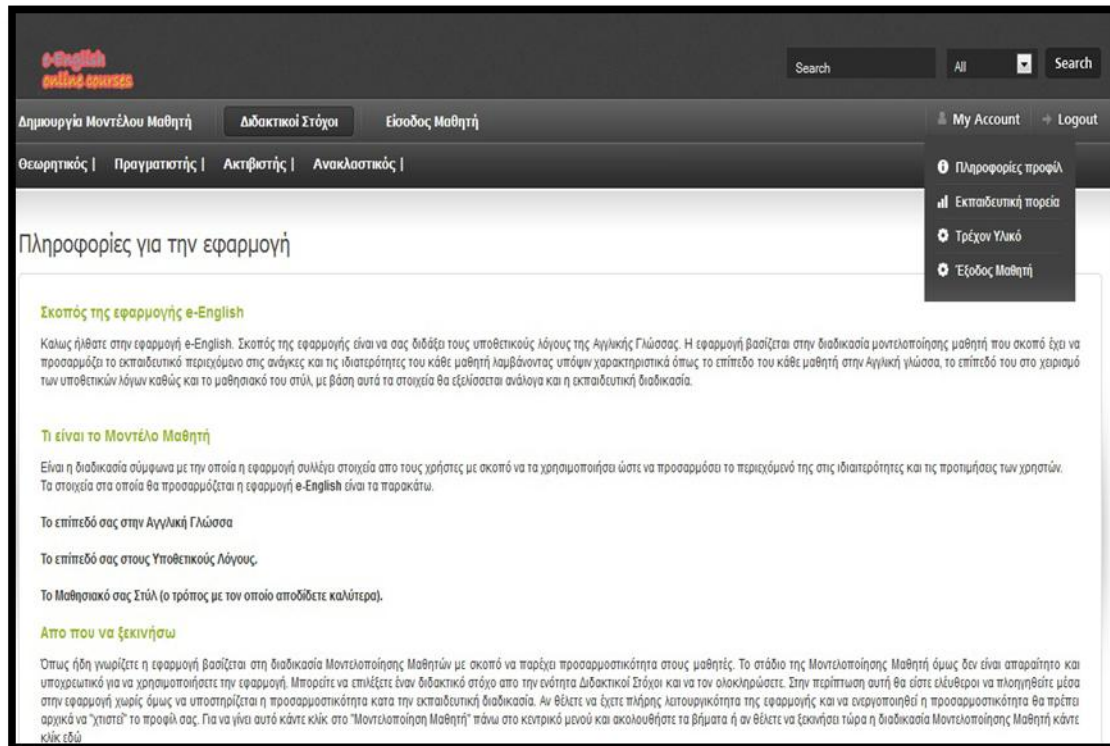 e-English
online courses
Search
All
Search
Δημιουργία Μοντέλου Μαθητή
Διδακτικοί Στόχοι
Είσοδος Μαθητή
My Account
Logout
Θεωρητικός |
Πραγματιστής |
Ακτιβιστής |
Ανακλαστικός |
Πληροφορίες προφίλ
Εκπαιδευτική πορεία
Τρέχον Υλικό
Έξοδος Μαθητή
Πληροφορίες για την εφαρμογή
Σκοπός της εφαρμογής e-English
Καλως ήλθατε στην εφαρμογή e-English. Σκοπός της εφαρμογής είναι να σας διδάξει τους υποθετικούς λόγους της Αγγλικής Γλώσσας. Η εφαρμογή βασίζεται στην διαδικασία μοντελοποίησης μαθητή που σκοπό έχει να
προσαρμόζει το εκπαιδευτικό περιεχόμενο στις ανάγκες και τις ιδιατερότητες του κάθε μαθητή λαμβάνοντας υπόψιν χαρακτηριστικά όπως το επίπεδο του κάθε μαθητή στην Αγγλική γλώσσα, το επίπεδό του στο χειρισμό
των υποθετικών λόγων καθώς και το μαθησιακό του στύλ, με βάση αυτά τα στοιχεία θα εξελίσσεται ανάλογα και η εκπαιδευτική διαδικασία.
Τι είναι το Μοντέλο Μαθητή
Είναι η διαδικασία σύμφωνα με την οποία η εφαρμογή συλλέγει στοιχεία απο τους χρήστες με σκοπό να τα χρησιμοποιήσει ώστε να προσαρμόσει το περιεχόμενό της στις ιδιαιτερότητες και τις προτιμήσεις των χρηστών.
Τα στοιχεία στα οποία θα προσαρμόζεται η εφαρμογή e-English είναι τα παρακάτω.
Το επίπεδό σας στην Αγγλική Γλώσσα
Το επίπεδό σας στους Υποθετικούς Λόγους.
Το Μαθησιακό σας Στύλ (ο τρόπος με τον οποίο αποδίδετε καλύτερα).
Απο που να ξεκινήσω
Όπως ήδη γνωρίζετε η εφαρμογή βασίζεται στη διαδικασία Μοντελοποίησης Μαθητών με σκοπό να παρέχει προσαρμοστικότητα στους μαθητές. Το στάδιο της Μοντελοποίησης Μαθητή όμως δεν είναι απαραίτητο και
υποχρεωτικό για να χρησιμοποιήσετε την εφαρμογή. Μπορείτε να επιλέξετε έναν διδακτικό στόχο απο την ενότητα Διδακτικοί Στόχοι και να τον ολοκληρώσετε. Στην περίπτωση αυτή θα είστε ελέυθεροι να πλοηγηθείτε μέσα
στην εφαρμογή χωρίς όμως να υποστηρίζεται η προσαρμοστικότητα κατα την εκπαιδευτική διαδικασία. Αν θέλετε να έχετε πλήρης λειτουργικότητα της εφαρμογής και να ενεργοποιηθεί η προσαρμοστικότητα θα πρέπει
αρχικά να "χτιστεί" το προφίλ σας. Για να γίνει αυτό κάντε κλίκ στο "Μοντελοποίηση Μαθητή" πάνω στο κεντρικό μενού και ακολουθήστε τα βήματα ή αν θέλετε να ξεκινήσει τώρα η διαδικασία Μοντελοποίησης Μαθητή κάντε
κλίκ εδώ